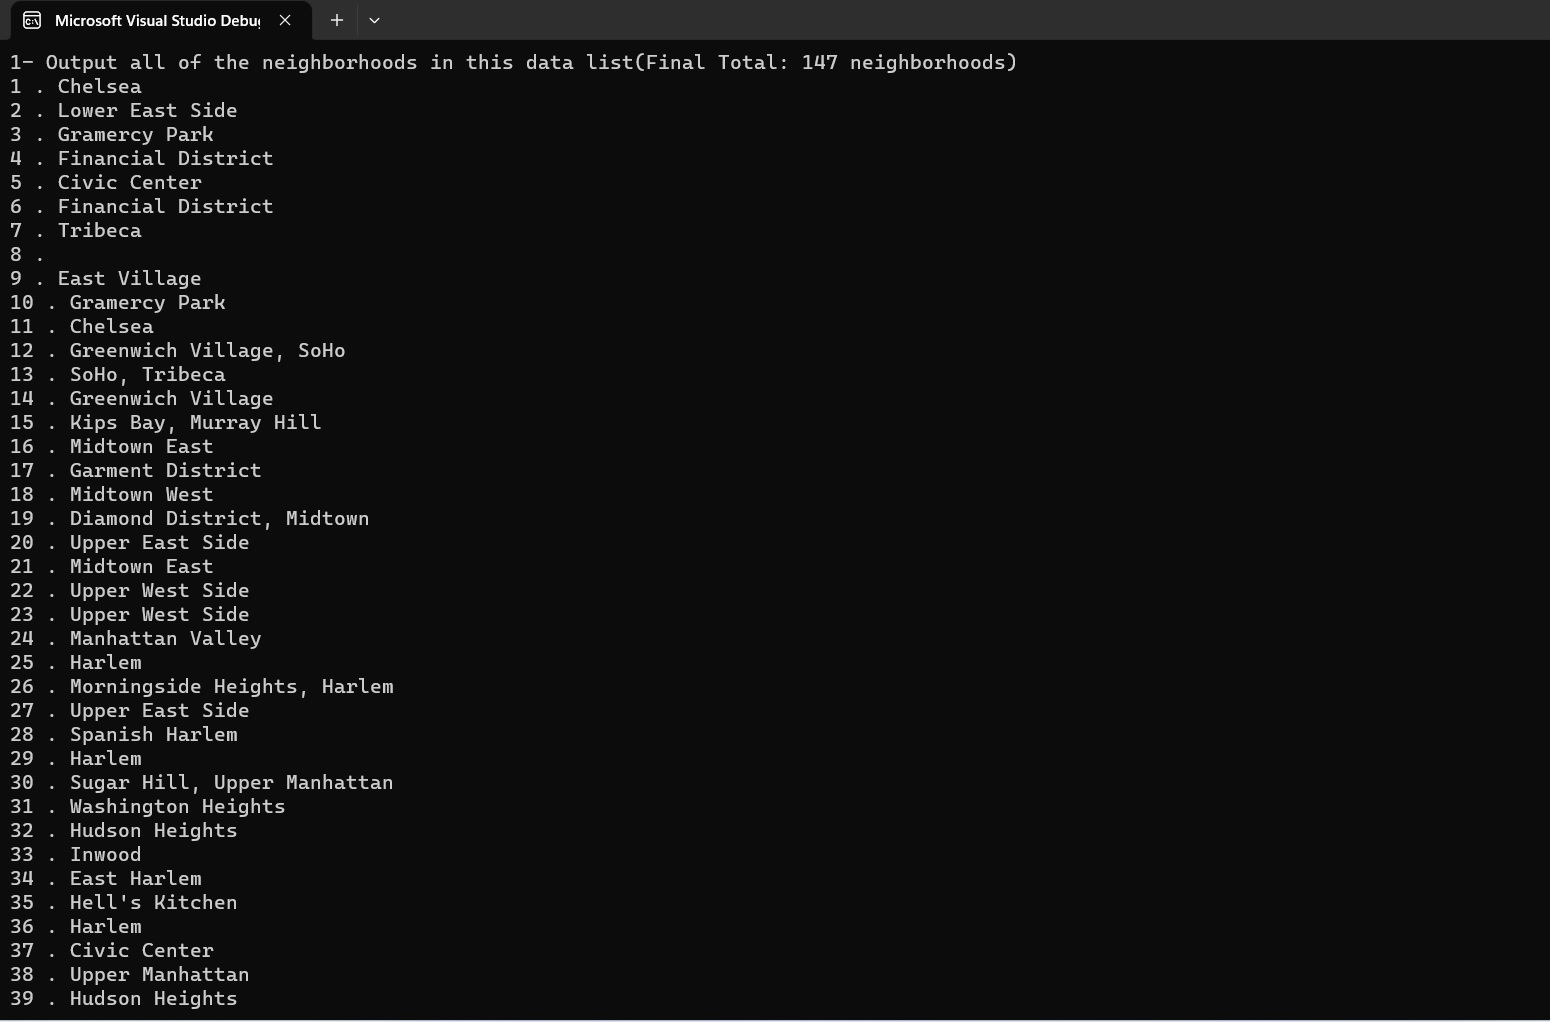 Microsoft Visual Studio Debug
1- Output all of the neighborhoods in this data list(Final Total: 147 neighborhoods)
1 . Chelsea
2 . Lower East Side
3 . Gramercy Park
4 . Financial District
5 . Civic Center
6 . Financial District
7 . Tribeca
8 .
9 . East Village
10 . Gramercy Park
11 . Chelsea
12 . Greenwich Village, SoHo
13 . SoHo, Tribeca
14 . Greenwich Village
15 . Kips Bay, Murray Hill
16 . Midtown East
17 . Garment District
18 . Midtown West
19 . Diamond District, Midtown
20 . Upper East Side
21 . Midtown East
22 . Upper West Side
23 . Upper West Side
24 . Manhattan Valley
25 . Harlem
26 . Morningside Heights, Harlem
27 . Upper East Side
28 . Spanish Harlem
29 . Harlem
30 . Sugar Hill, Upper Manhattan
31 . Washington Heights
32 . Hudson Heights
33 . Inwood
34 . East Harlem
35 . Hell's Kitchen
36 . Harlem
37 . Civic Center
38 . Upper Manhattan
39 . Hudson Heights